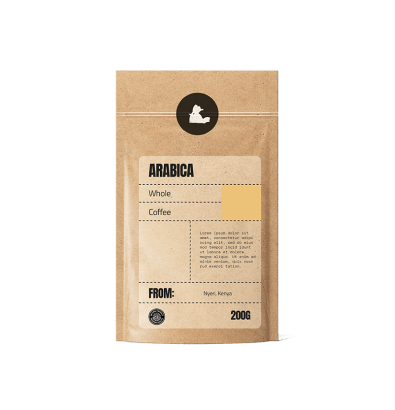 ARABICA
Whole
Coffee
Lorem ipsum dolor sit
amet, consectetur adipi
scing elit, sed do eius
mod tempor incidi idunt
ut labore et dolore
magna aliqua. Ut enim ad
minim veniam, quis nost
rud exerci tation
FROM:
Nyeri, Kenya
200G